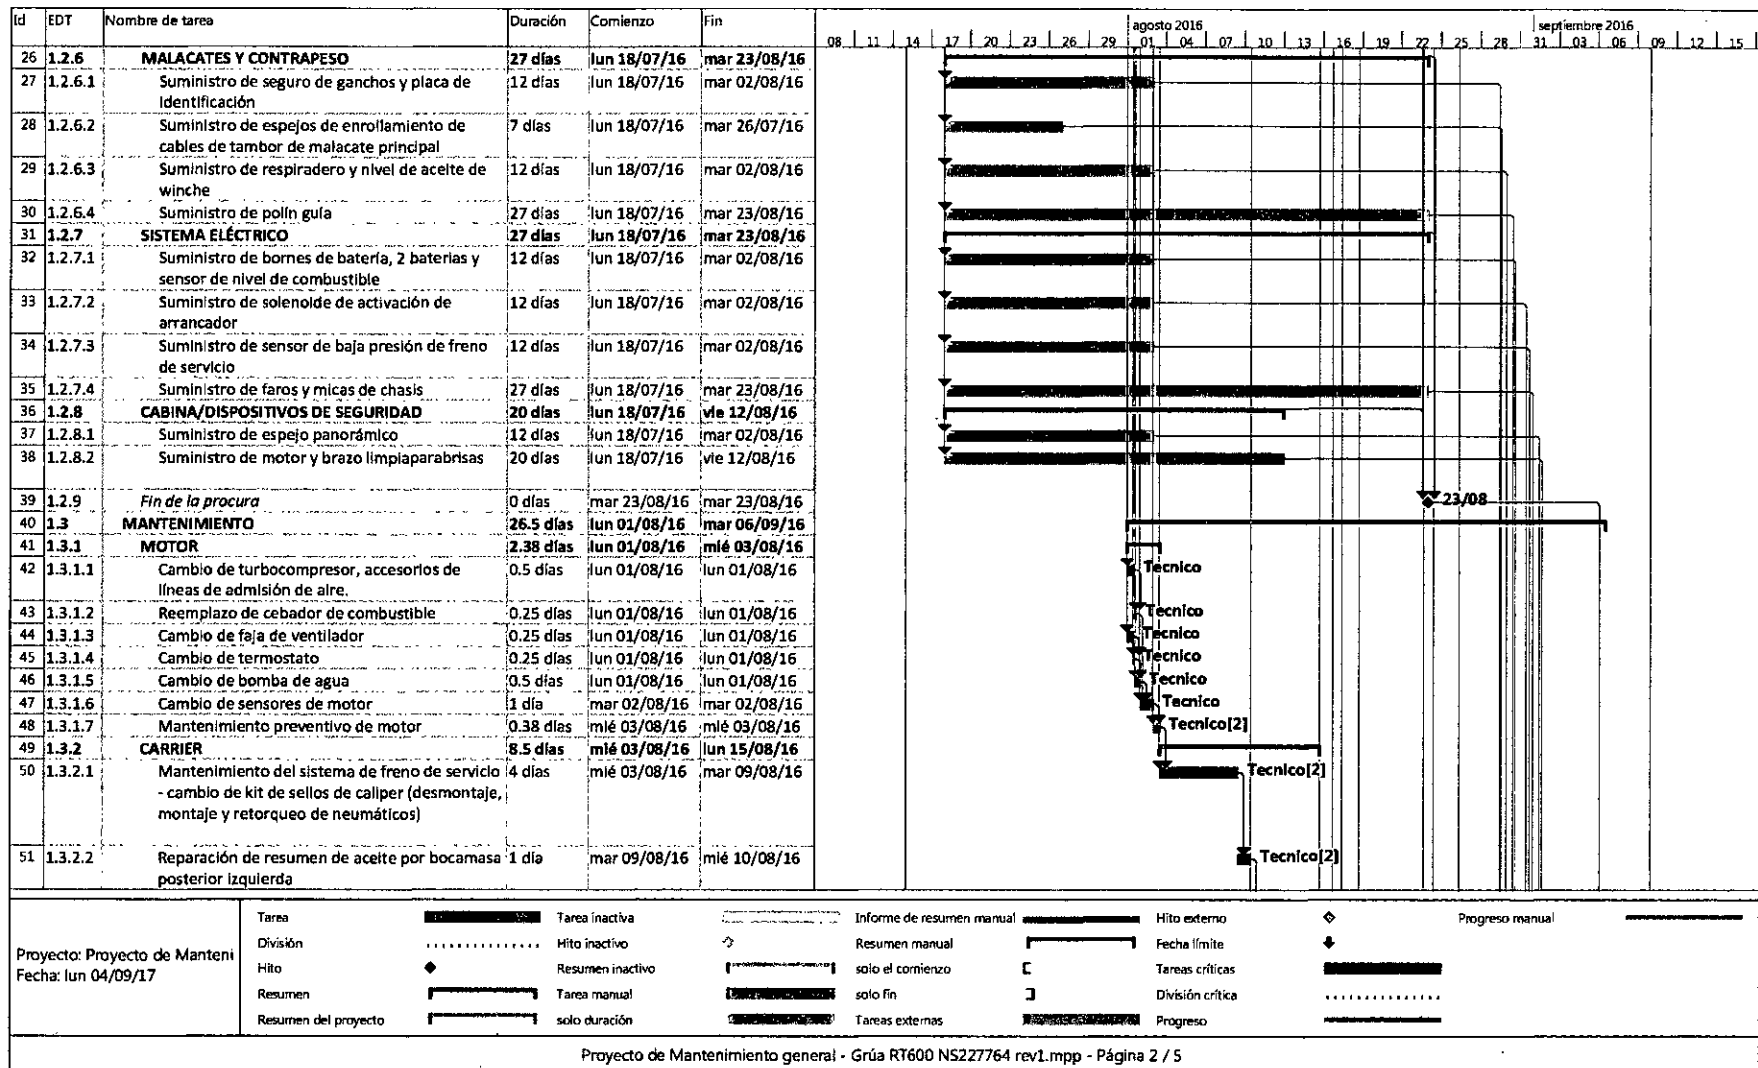 Id EDT Nombre de tarea Duración Comienzo Fin agosto 2016 septiembre 2016
08 11 14 17 20 23 26 29 01 04 07 10 13 16 19 22 25 28 31 03 06 09 12 15
26 1.2.6 MALACATES Y CONTRAPESO 27 días lun 18/07/16 mar 23/08/16
27 1.2.6.1 Suministro de seguro de ganchos y placa de 12 días lun 18/07/16 mar 02/08/16
identificación
28 1.2.6.2 Suministro de espejos de enrollamiento de 7 días lun 18/07/16 mar 26/07/16
cables de tambor de malacate principal
29 1.2.6.3 Suministro de respiradero y nivel de aceite de 12 días lun 18/07/16 mar 02/08/16
winche
30 1.2.6.4 Suministro de polín guía 27 días lun 18/07/16 mar 23/08/16
31 1.2.7 SISTEMA ELÉCTRICO 27 días lun 18/07/16 mar 23/08/16
32 1.2.7.1 Suministro de bornes de batería, 2 baterias y 12 días lun 18/07/16 mar 02/08/16
sensor de nivel de combustible
33 1.2.7.2 Suministro de solenoide de activación de 12 días lun 18/07/16 mar 02/08/16
arrancador
34 1.2.7.3 Suministro de sensor de baja presión de freno 12 días lun 18/07/16 mar 02/08/16
de servicio
35 1.2.7.4 Suministro de faros y micas de chasis 27 días lun 18/07/16 mar 23/08/16
36 1.2.8 CABINA/DISPOSITIVOS DE SEGURIDAD 20 días lun 18/07/16 vie 12/08/16
37 1.2.8.1 Suministro de espejo panorámico 12 días lun 18/07/16 mar 02/08/16
38 1.2.8.2 Suministro de motor y brazo limpiaparabrisas 20 días lun 18/07/16 vie 12/08/16
39 1.2.9 Fin de la procura 0 días mar 23/08/16 mar 23/08/16 23/08
40 1.3 MANTENIMIENTO 26.5 días lun 01/08/16 mar 06/09/16
41 1.3.1 MOTOR 2.38 días lun 01/08/16 mié 03/08/16
42 1.3.1.1 Cambio de turbocompresor, accesorios de 0.5 días lun 01/08/16 lun 01/08/16 Tecnico
líneas de admisión de aire.
43 1.3.1.2 Reemplazo de cebador de combustible 0.25 días lun 01/08/16 lun 01/08/16 Tecnico
44 1.3.1.3 Cambio de faja de ventilador 0.25 días lun 01/08/16 lun 01/08/16 Tecnico
45 1.3.1.4 Cambio de termostato 0.25 días lun 01/08/16 lun 01/08/16 Tecnico
46 1.3.1.5 Cambio de bomba de agua 0.5 días lun 01/08/16 lun 01/08/16 Tecnico
47 1.3.1.6 Cambio de sensores de motor 1 día mar 02/08/16 mar 02/08/16 Tecnico
48 1.3.1.7 Mantenimiento preventivo de motor 0.38 días mié 03/08/16 mié 03/08/16 Tecnico[2]
49 1.3.2 CARRIER 8.5 días mié 03/08/16 lun 15/08/16
50 1.3.2.1 Mantenimiento del sistema de freno de servicio 4 días mié 03/08/16 mar 09/08/16 Tecnico[2]
- cambio de kit de sellos de caliper (desmontaje,
montaje y retorqueo de neumáticos)
51 1.3.2.2 Reparación de resumen de aceite por bocamasa 1 día mar 09/08/16 mié 10/08/16 Tecnico[2]
posterior izquierda
Proyecto: Proyecto de Manteni
Fecha: lun 04/09/17
Tarea Tarea inactiva Informe de resumen manual Hito externo Progreso manual
División Hito inactivo Resumen manual Fecha límite
Hito Resumen inactivo solo el comienzo Tareas críticas
Resumen Tarea manual solo fin División crítica
Resumen del proyecto solo duración Tareas externas Progreso
Proyecto de Mantenimiento general - Grúa RT600 NS227764 rev1.mpp - Página 2 / 5